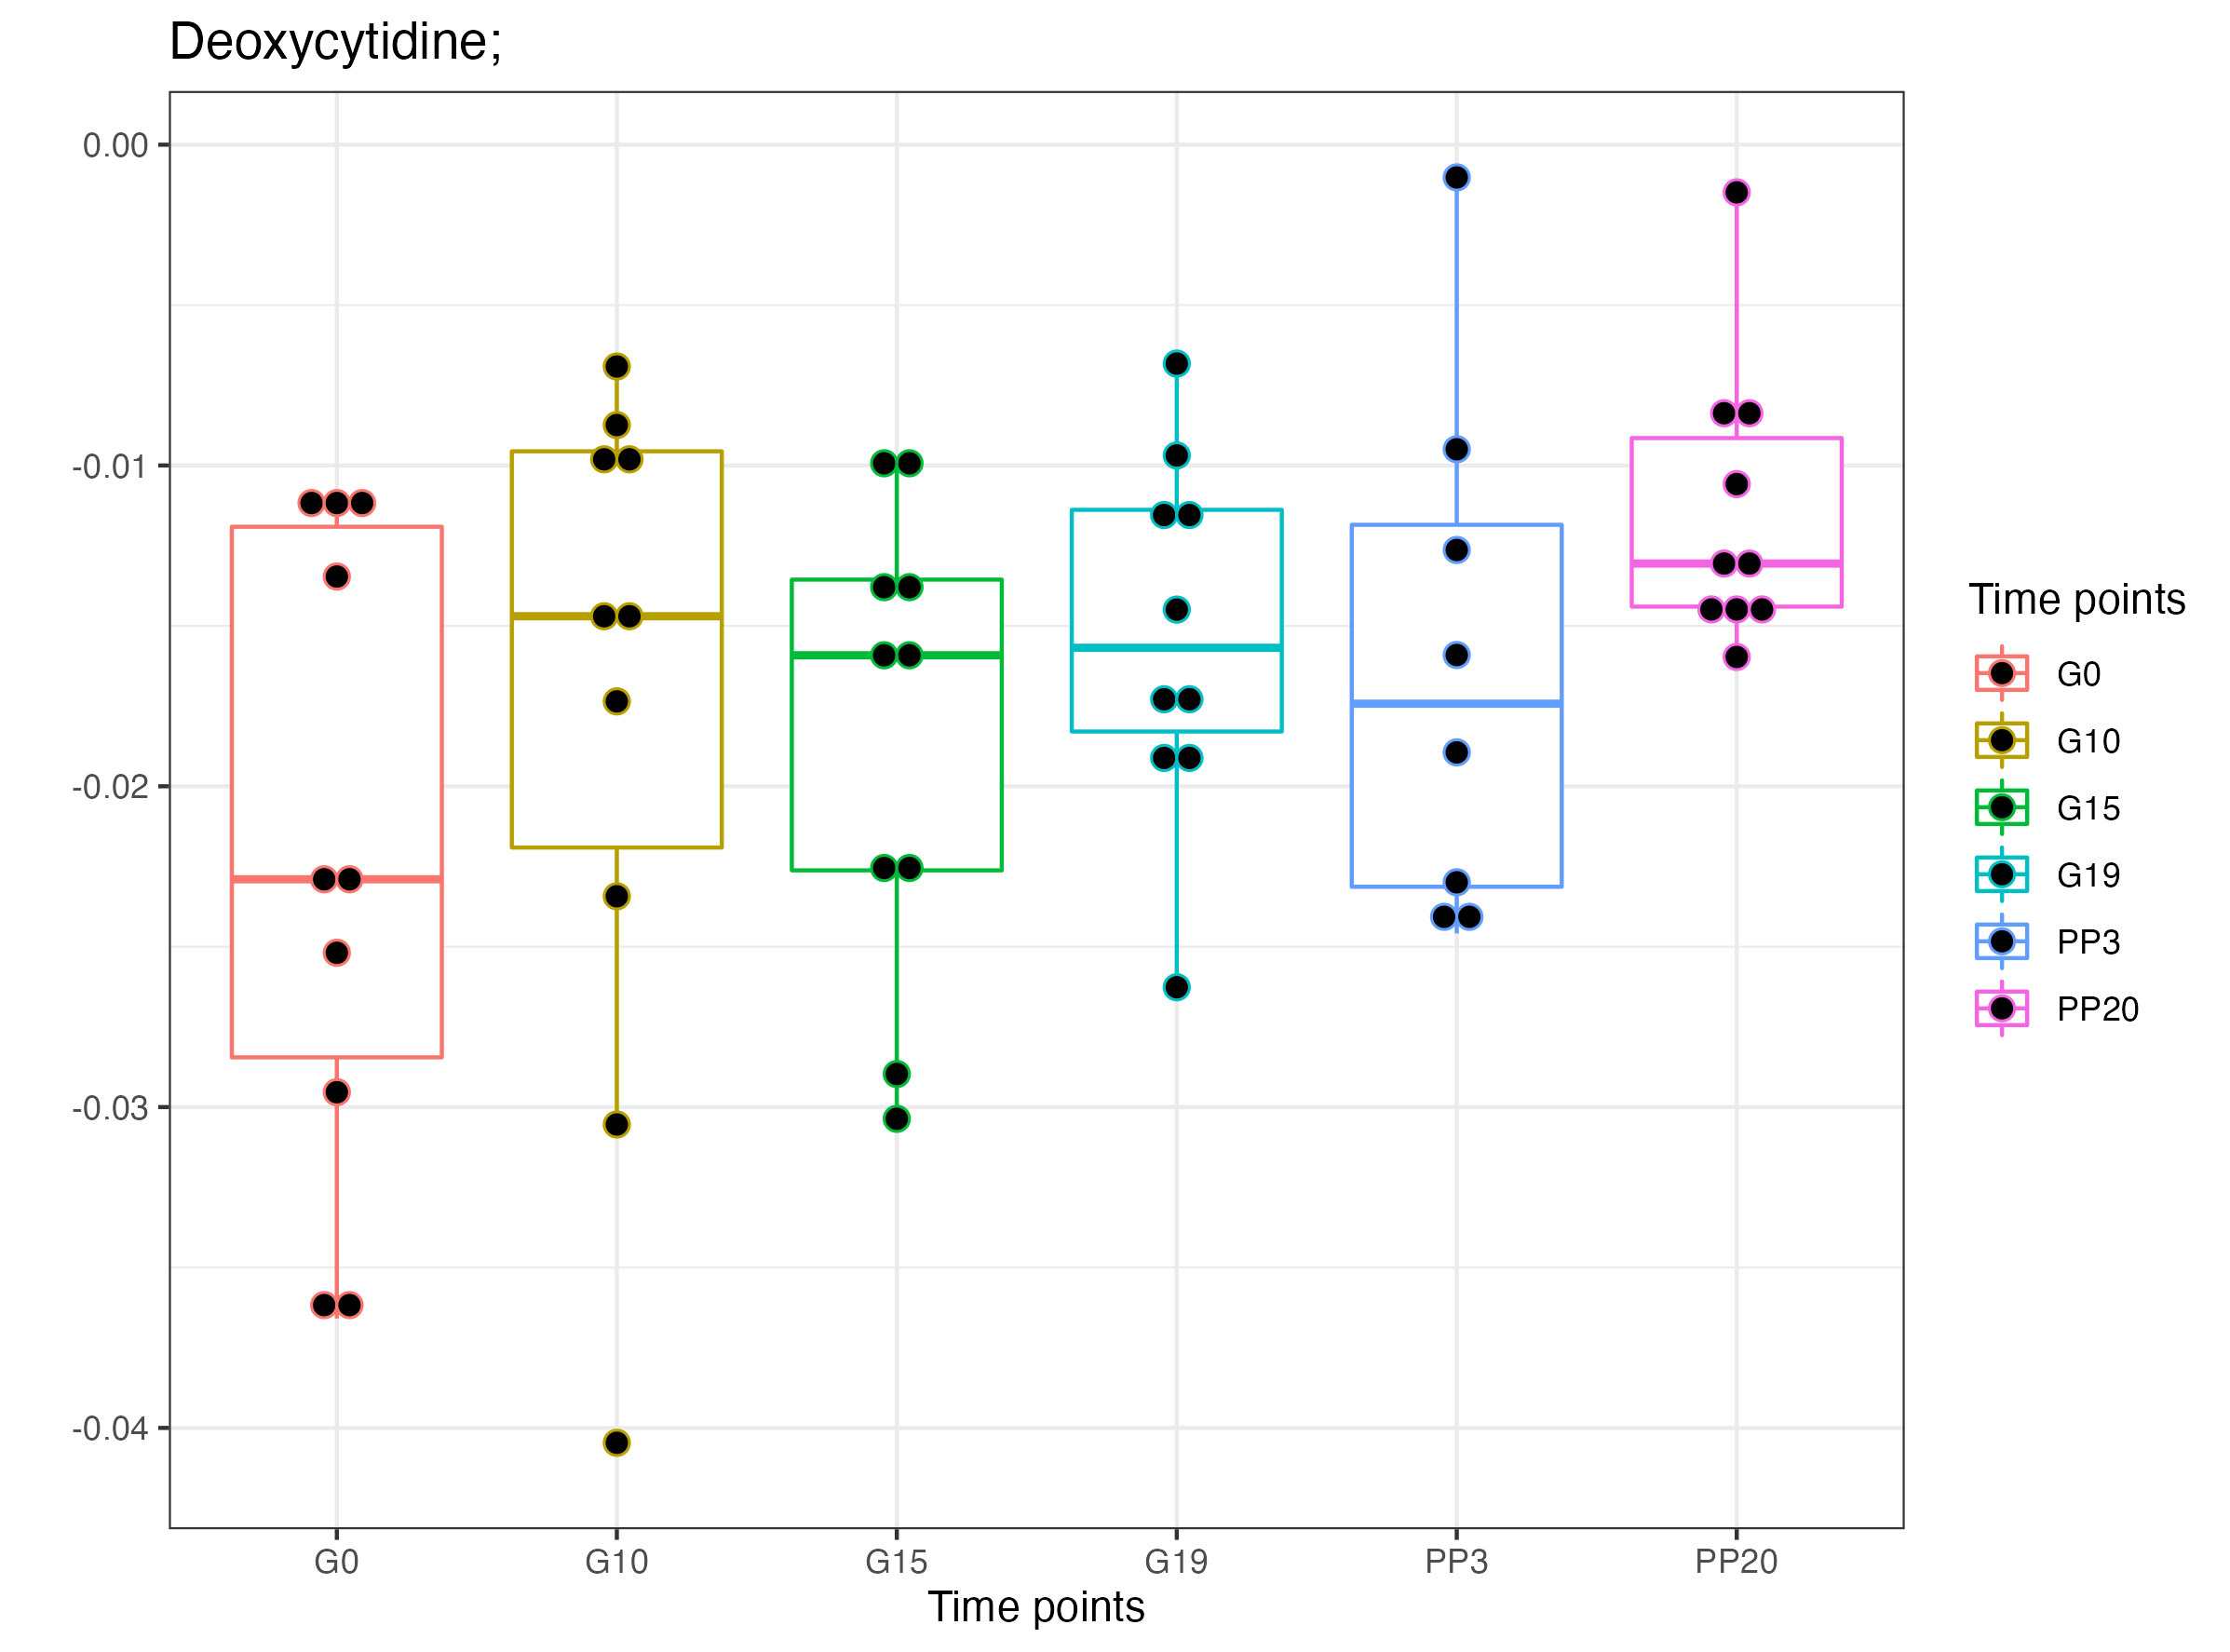 Deoxycytidine;
0.00
-0.01
-0.02
-0.03
-0.04
G0 G10 G15 G19 PP3 PP20
Time points
Time points
G0
G10
G15
G19
PP3
PP20